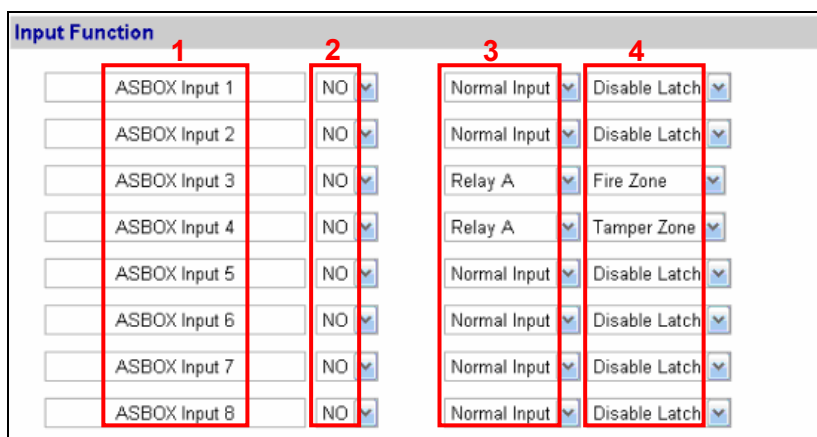 Input Function
1 2 3 4
ASBOX Input 1 NO Normal Input Disable Latch
ASBOX Input 2 NO Normal Input Disable Latch
ASBOX Input 3 NO Relay A Fire Zone
ASBOX Input 4 NO Relay A Tamper Zone
ASBOX Input 5 NO Normal Input Disable Latch
ASBOX Input 6 NO Normal Input Disable Latch
ASBOX Input 7 NO Normal Input Disable Latch
ASBOX Input 8 NO Normal Input Disable Latch